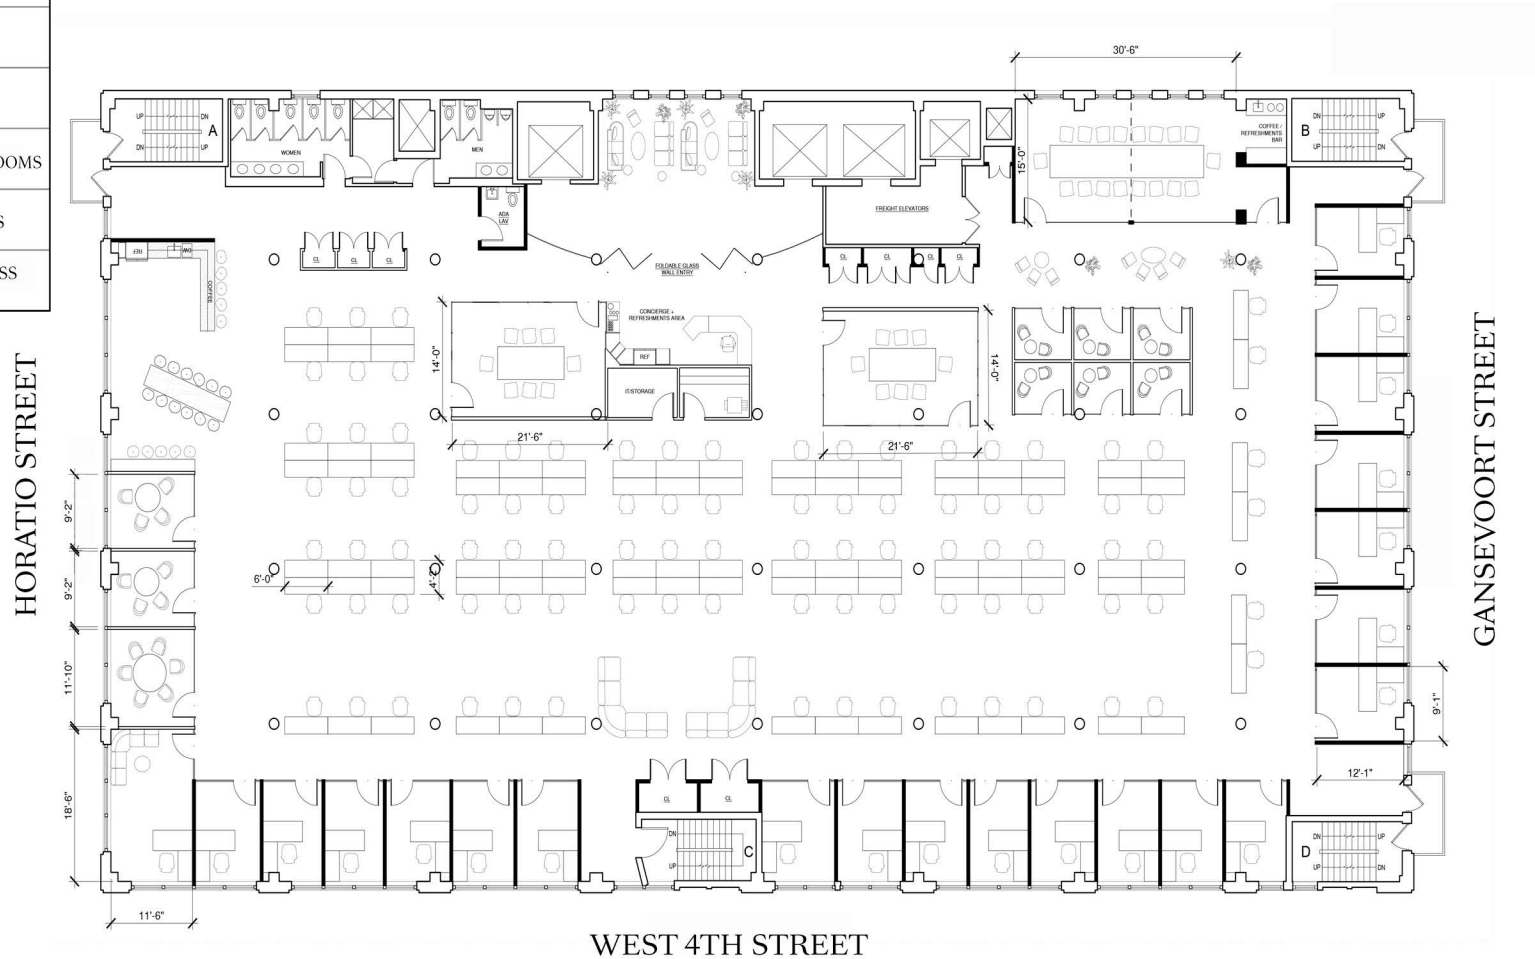 OOMS
S
SS
30'-6"
UP
DN
A
DN
UP
WOMEN
MEN
ADA
LAV
FREIGHT ELEVATORS
15'-0"
COFFEE /
REFRESHMENTS
BAR
DN
UP
B
UP
DN
REF
DW
COFFEE
CL
CL
CL
FOLDABLE GLASS
WALL ENTRY
CL
CL
CL
CL
14'-0"
CONCIERGE +
REFRESHMENTS AREA
REF
IT/STORAGE
14'-0"
21'-6"
21'-6"
HORATIO STREET
GANSEVOORT STREET
9'-2"
9'-2"
11'-10"
18'-6"
6'-0"
4'-2"
9'-1"
12'-1"
CL
CL
DN
UP
C
DN
UP
D
UP
DN
11'-6"
WEST 4TH STREET